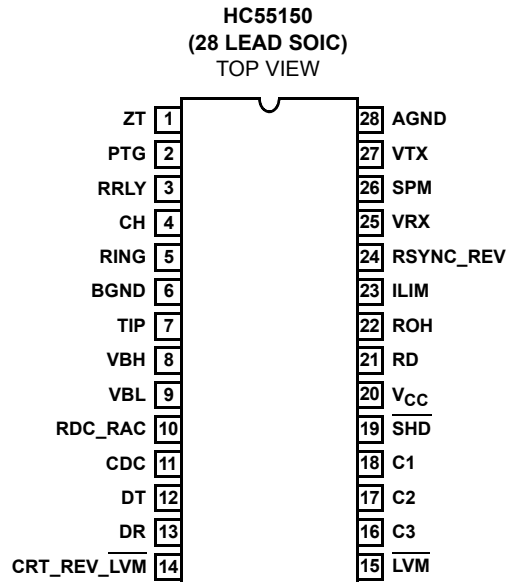 HC55150
(28 LEAD SOIC)
TOP VIEW
ZT 1 28 AGND
PTG 2 27 VTX
RRLY 3 26 SPM
CH 4 25 VRX
RING 5 24 RSYNC_REV
BGND 6 23 ILIM
TIP 7 22 ROH
VBH 8 21 RD
VBL 9 20 VCC
RDC_RAC 10 19 SHD
CDC 11 18 C1
DT 12 17 C2
DR 13 16 C3
CRT_REV_LVM 14 15 LVM